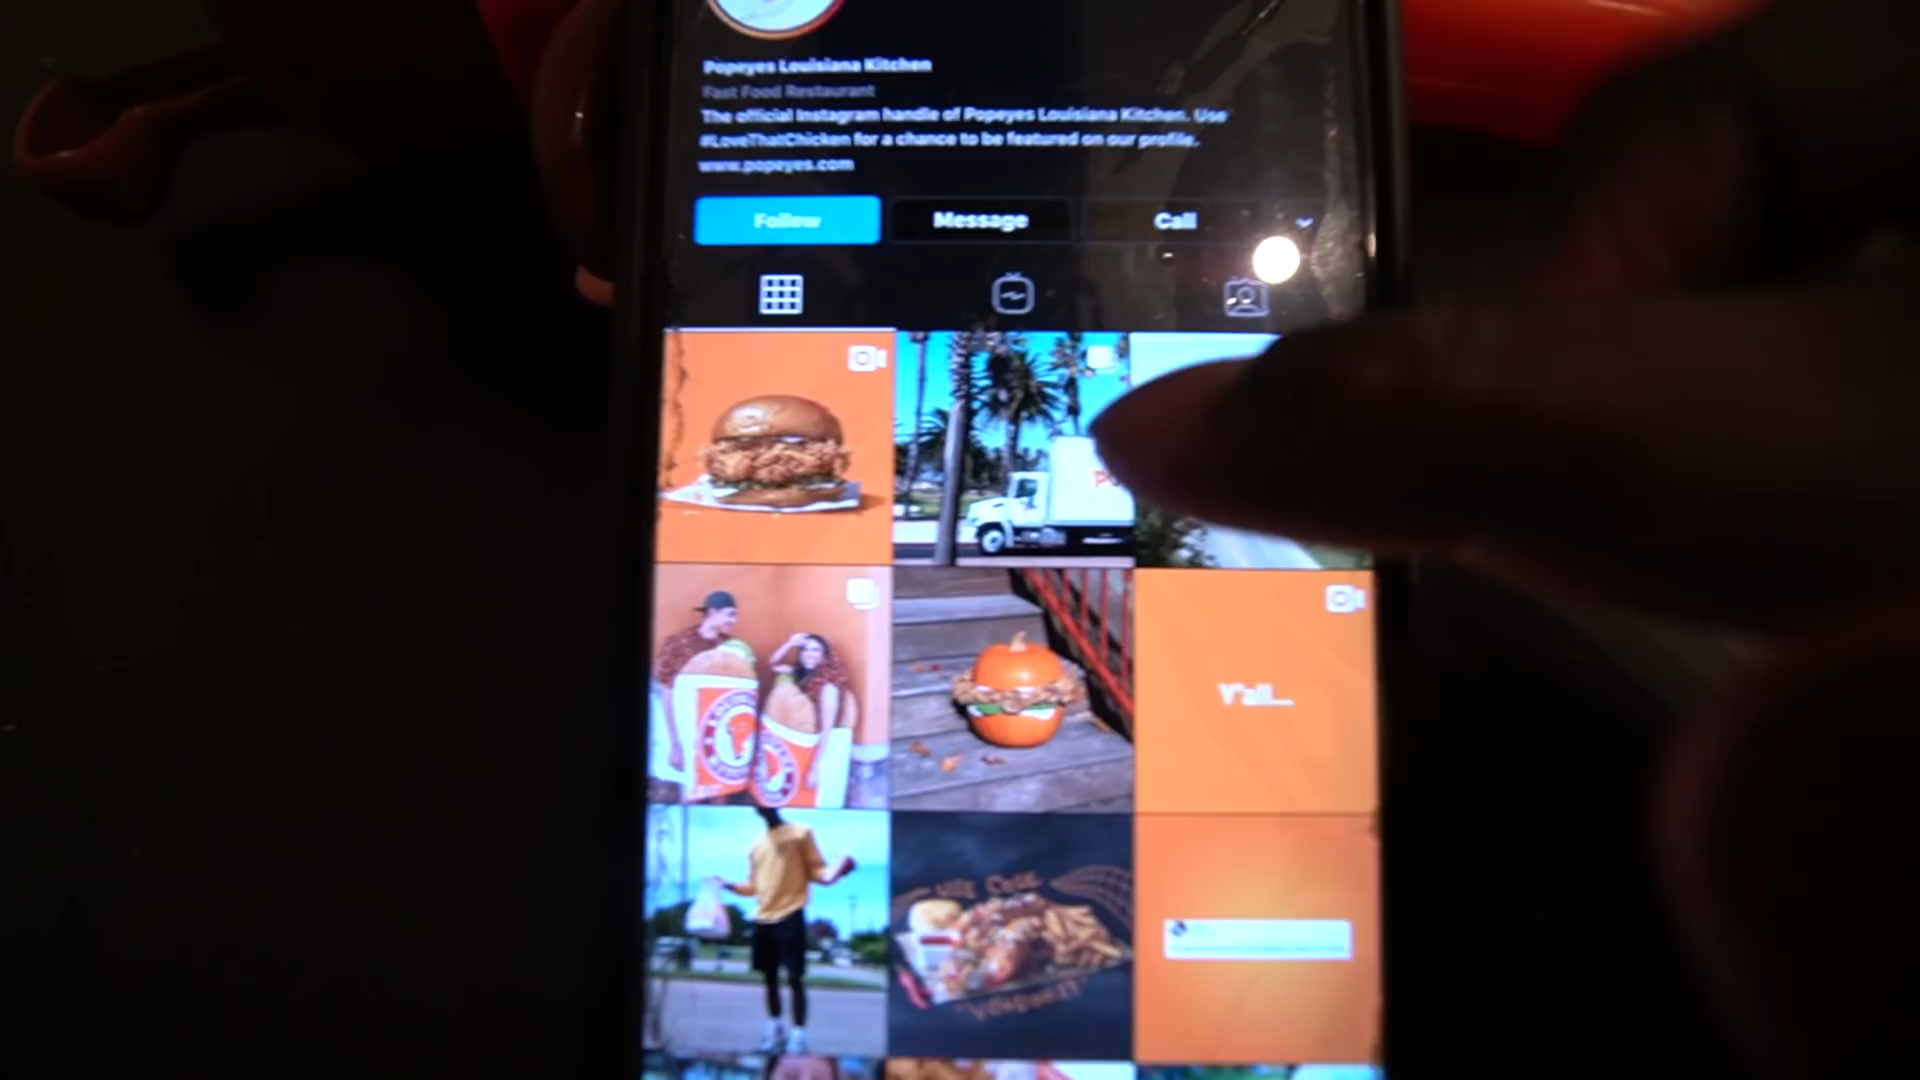 Popeyes Louisiana Kitchen
Fast Food Restaurant
The official Instagram handle of Popeyes Louisiana Kitchen. Use
#LoveThatChicken for a chance to be featured on our profile.
www.popeyes.com
Follow Message Call
Y'all...